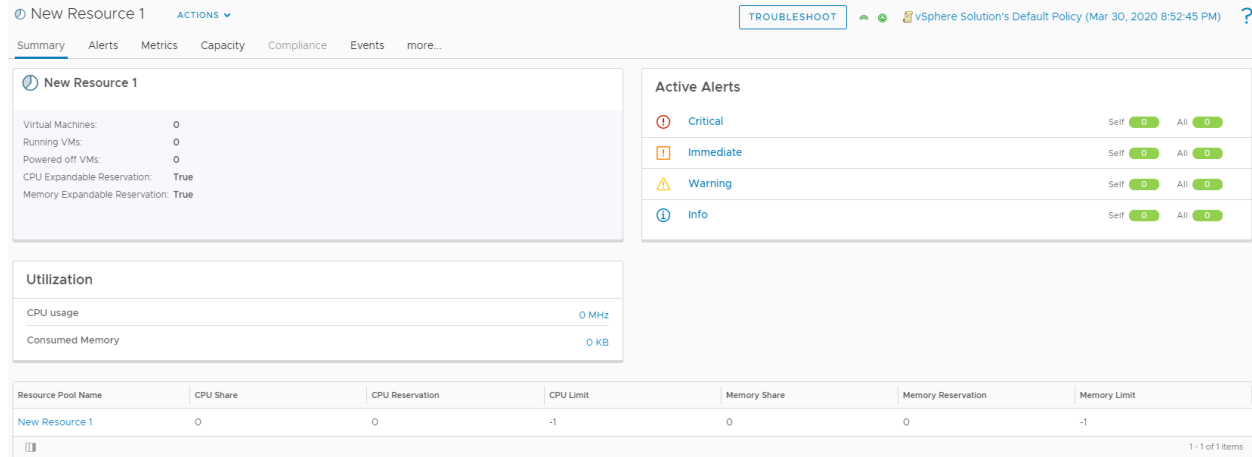 New Resource 1 ACTIONS TROUBLESHOOT vSphere Solution's Default Policy (Mar 30, 2020 8:52:45 PM) ?
Summary Alerts Metrics Capacity Compliance Events more...
New Resource 1
Virtual Machines: 0
Running VMs: 0
Powered off VMs: 0
CPU Expandable Reservation: True
Memory Expandable Reservation: True
Active Alerts
Critical Self 0 All 0
Immediate Self 0 All 0
Warning Self 0 All 0
Info Self 0 All 0
Utilization
CPU usage 0 MHz
Consumed Memory 0 KB
Resource Pool Name CPU Share CPU Reservation CPU Limit Memory Share Memory Reservation Memory Limit
New Resource 1 0 0 -1 0 0 -1
1 - 1 of 1 items